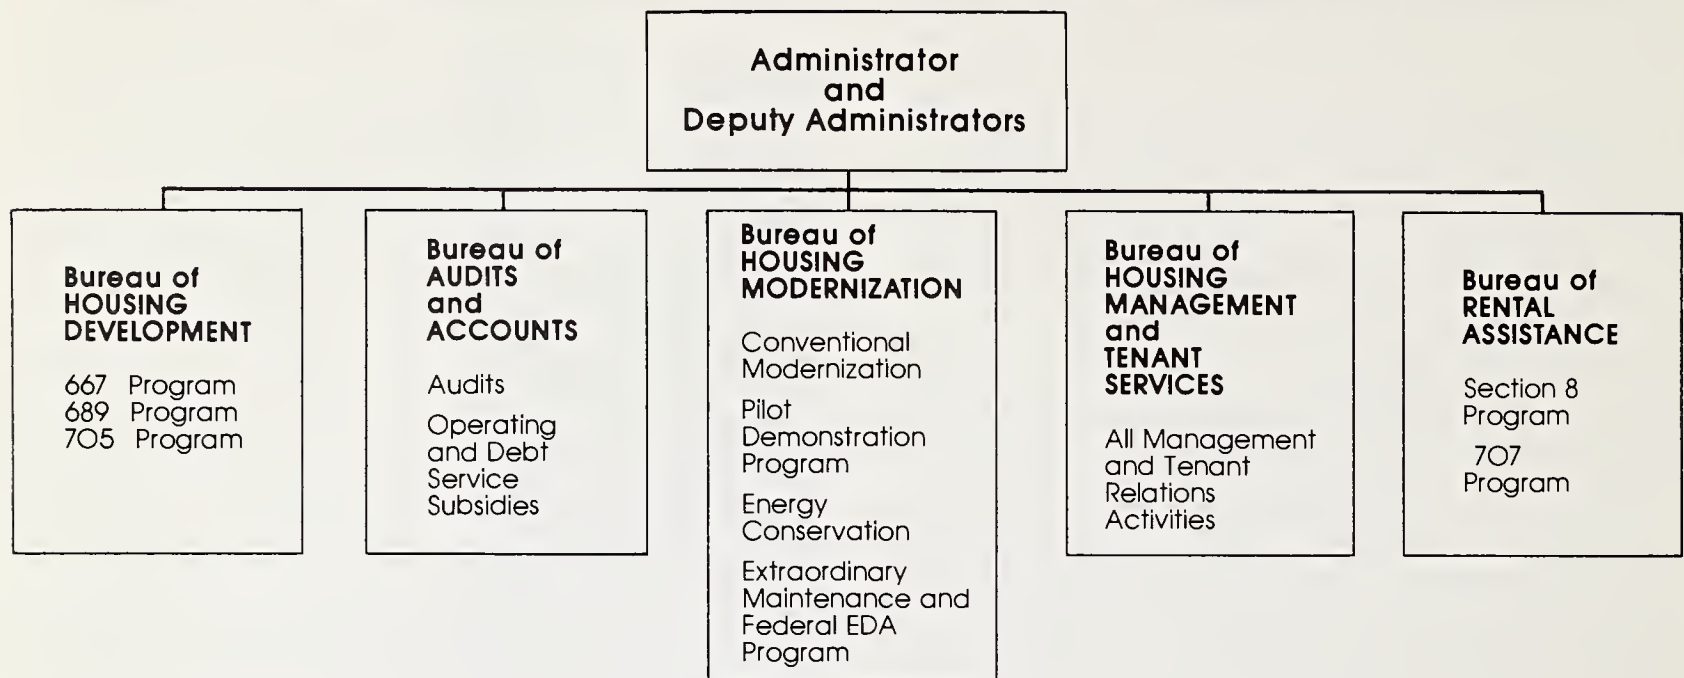 Administrator
and
Deputy Administrators
Bureau of
HOUSING
DEVELOPMENT
667 Program
689 Program
705 Program
Bureau of
AUDITS
and
ACCOUNTS
Audits
Operating
and Debt
Service
Subsidies
Bureau of
HOUSING
MODERNIZATION
Conventional
Modernization
Pilot
Demonstration
Program
Energy
Conservation
Extraordinary
Maintenance and
Federal EDA
Program
Bureau of
HOUSING
MANAGEMENT
and
TENANT
SERVICES
All Management
and Tenant
Relations
Activities
Bureau of
RENTAL
ASSISTANCE
Section 8
Program
707
Program